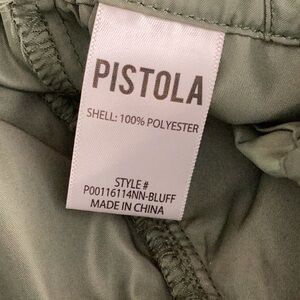 PISTOLA
SHELL: 100% POLYESTER
STYLE #
P00116114NN-BLUFF
MADE IN CHINA